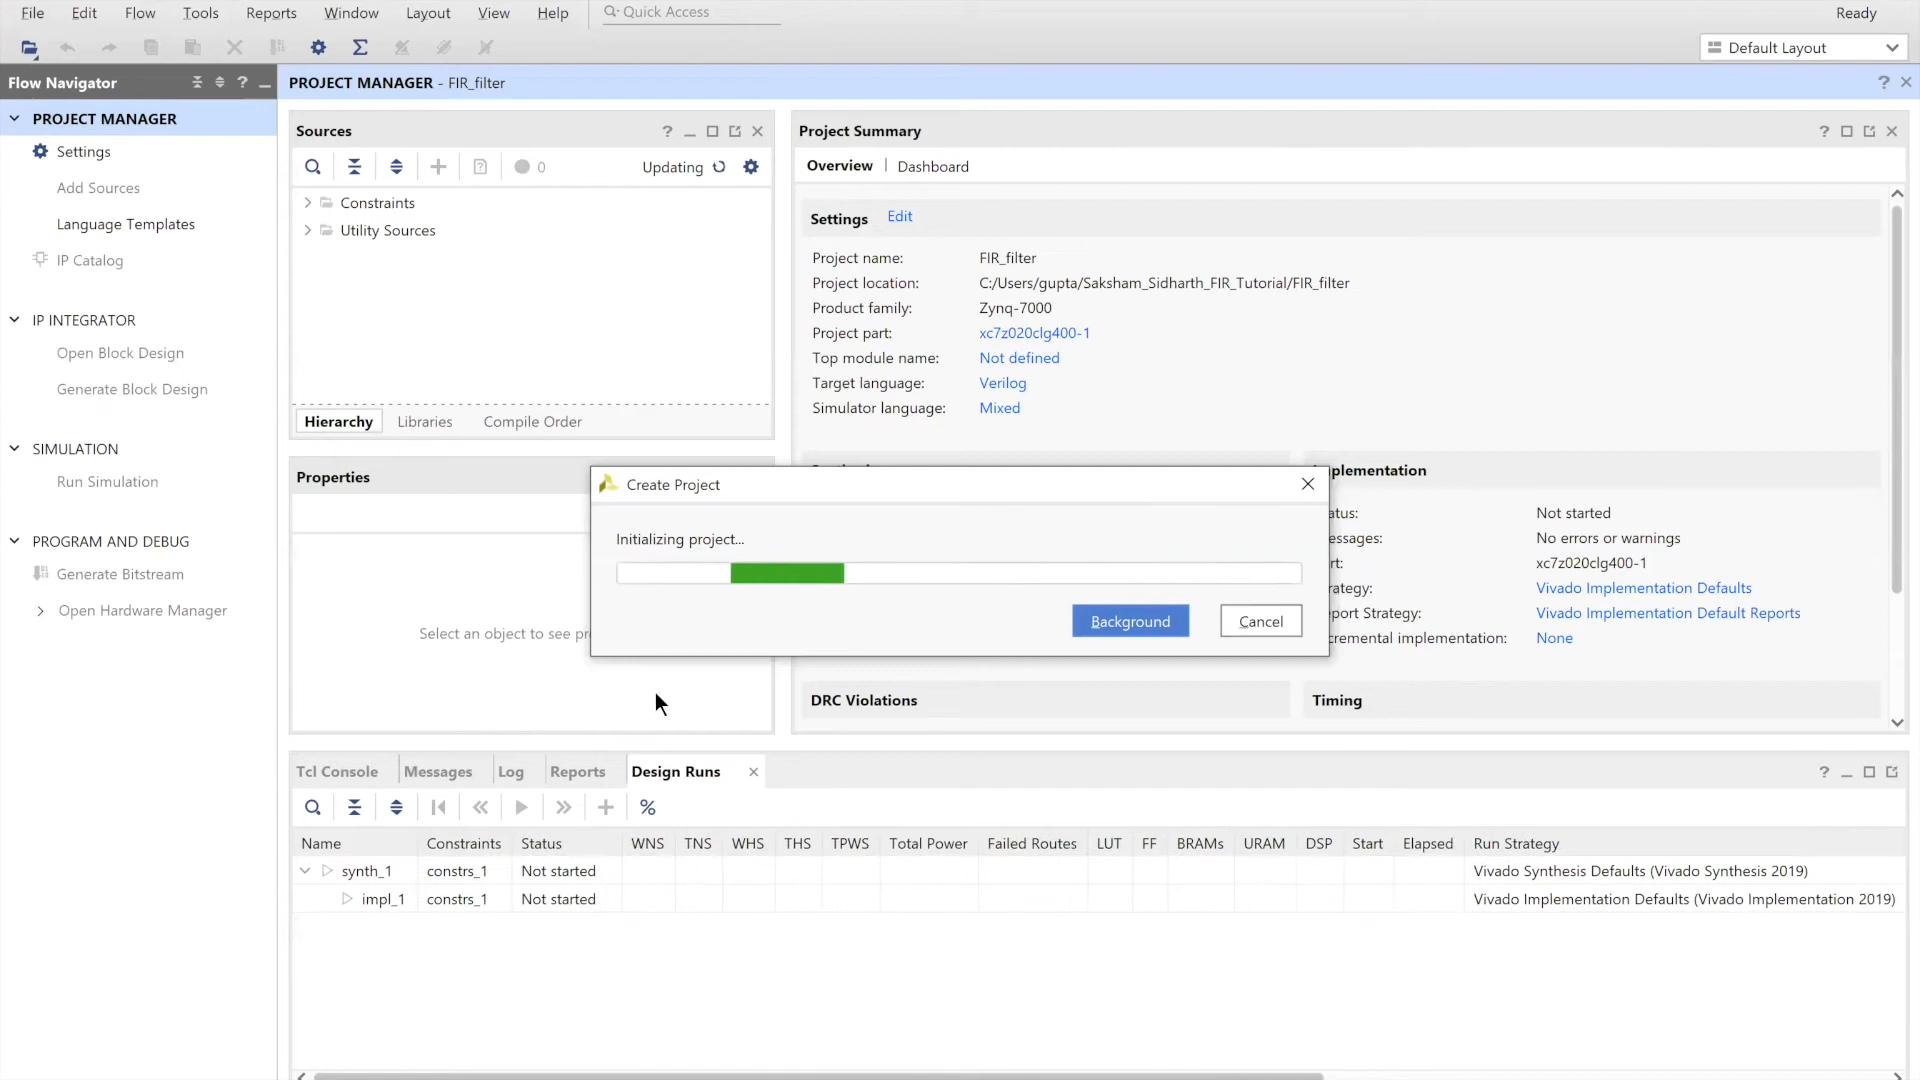 File Edit Flow Tools Reports Window Layout View Help Quick Access Ready
Default Layout
Flow Navigator ? PROJECT MANAGER - FIR_filter ?
PROJECT MANAGER
Settings
Add Sources
Language Templates
IP Catalog
IP INTEGRATOR
Open Block Design
Generate Block Design
SIMULATION
Run Simulation
PROGRAM AND DEBUG
Generate Bitstream
Open Hardware Manager
Sources ?
0 Updating
Constraints
Utility Sources
Hierarchy Libraries Compile Order
Properties
Select an object to see pr
Project Summary ?
Overview | Dashboard
Settings Edit
Project name: FIR_filter
Project location: C:/Users/gupta/Saksham_Sidharth_FIR_Tutorial/FIR_filter
Product family: Zynq-7000
Project part: xc7z020clg400-1
Top module name: Not defined
Target language: Verilog
Simulator language: Mixed
plementation
atus: Not started
essages: No errors or warnings
rt: xc7z020clg400-1
rategy: Vivado Implementation Defaults
port Strategy: Vivado Implementation Default Reports
cremental implementation: None
DRC Violations Timing
Create Project
Initializing project...
Background Cancel
Tcl Console Messages Log Reports Design Runs ?
%
Name Constraints Status WNS TNS WHS THS TPWS Total Power Failed Routes LUT FF BRAMs URAM DSP Start Elapsed Run Strategy
synth_1 constrs_1 Not started Vivado Synthesis Defaults (Vivado Synthesis 2019)
impl_1 constrs_1 Not started Vivado Implementation Defaults (Vivado Implementation 2019)